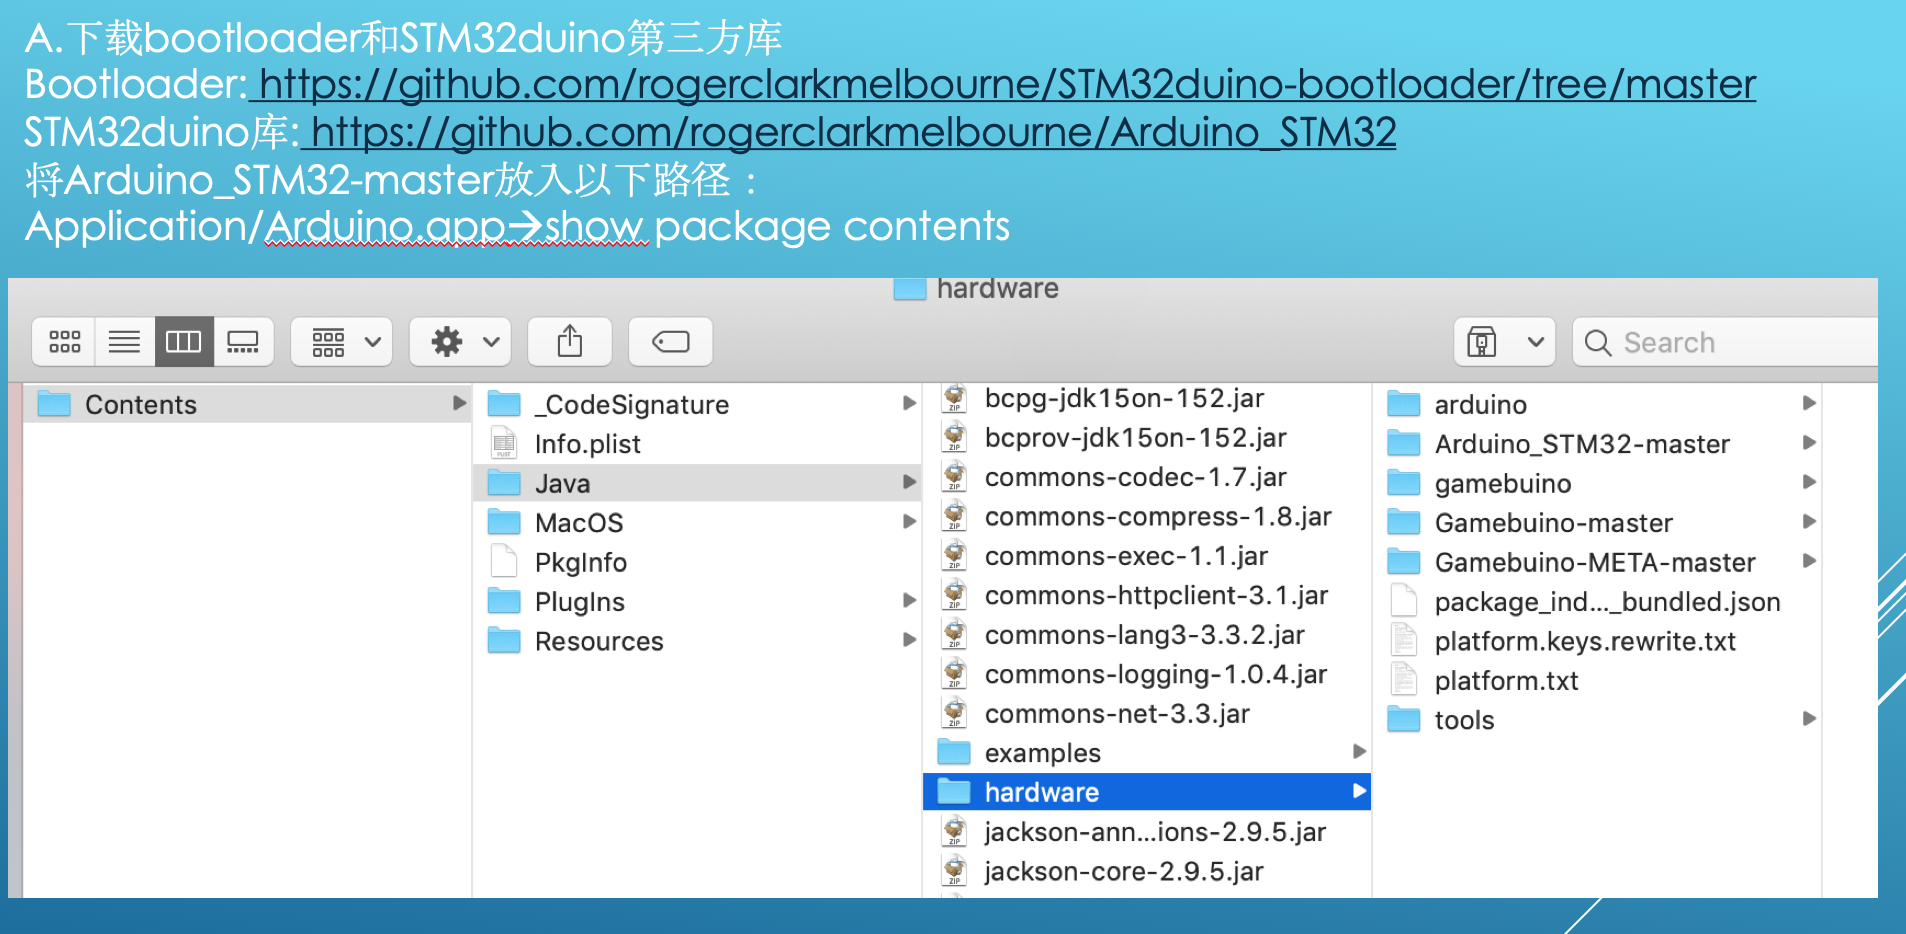 A.下载bootloader和STM32duino第三方库
Bootloader: https://github.com/rogerclarkmelbourne/STM32duino-bootloader/tree/master
STM32duino库: https://github.com/rogerclarkmelbourne/Arduino_STM32
将Arduino_STM32-master放入以下路径：
Application/Arduino.app→show package contents
hardware
Search
Contents
_CodeSignature
Info.plist
Java
MacOS
PkgInfo
PlugIns
Resources
bcpg-jdk15on-152.jar
bcprov-jdk15on-152.jar
commons-codec-1.7.jar
commons-compress-1.8.jar
commons-exec-1.1.jar
commons-httpclient-3.1.jar
commons-lang3-3.3.2.jar
commons-logging-1.0.4.jar
commons-net-3.3.jar
examples
hardware
jackson-ann...ions-2.9.5.jar
jackson-core-2.9.5.jar
arduino
Arduino_STM32-master
gamebuino
Gamebuino-master
Gamebuino-META-master
package_ind..._bundled.json
platform.keys.rewrite.txt
platform.txt
tools